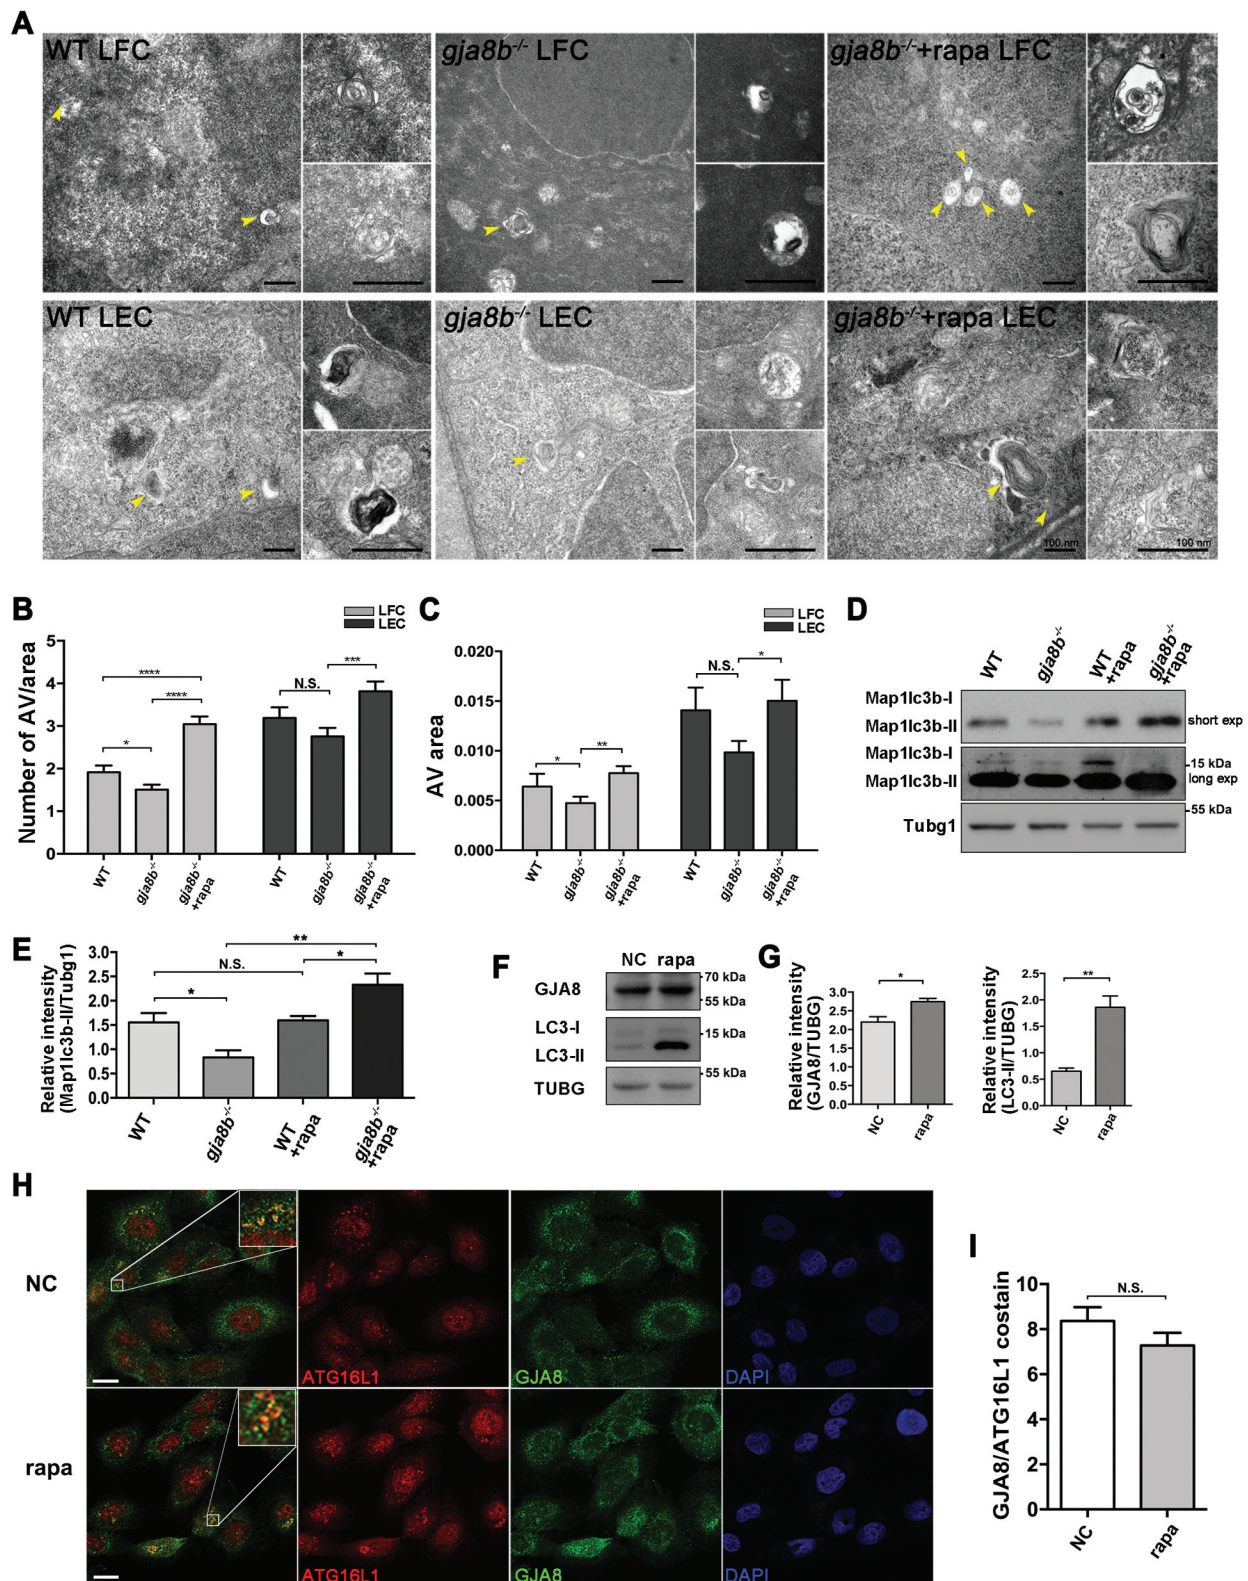 A
WT LFC
gja8b-/- LFC
gja8b-/-+rapa LFC
WT LEC
gja8b-/- LEC
gja8b-/-+rapa LEC
100 nm
100 nm
B
LFC
LEC
Number of AV/area
5
4
3
2
1
0
****
****
*
N.S.
***
WT
gja8b-/-
gja8b-/-
+rapa
WT
gja8b-/-
gja8b-/-
+rapa
C
LFC
LEC
AV area
0.020
0.015
0.010
0.005
0.000
*
**
N.S.
*
WT
gja8b-/-
gja8b-/-
+rapa
WT
gja8b-/-
gja8b-/-
+rapa
D
WT
gja8b-/-
WT
+rapa
gja8b-/-
+rapa
Map1lc3b-I
Map1lc3b-II
short exp
Map1lc3b-I
15 kDa
Map1lc3b-II
long exp
55 kDa
Tubg1
E
Relative intensity
(Map1lc3b-II/Tubg1)
3.0
2.5
2.0
1.5
1.0
0.5
0.0
**
N.S.
*
*
WT
gja8b-/-
WT
+rapa
gja8b-/-
+rapa
F
NC rapa
GJA8
70 kDa
55 kDa
LC3-I
15 kDa
LC3-II
55 kDa
TUBG
G
Relative intensity
(GJA8/TUBG)
3.0
2.5
2.0
1.5
1.0
0.5
0.0
*
NC
rapa
Relative intensity
(LC3-II/TUBG)
2.5
2.0
1.5
1.0
0.5
0.0
**
NC
rapa
H
NC
ATG16L1
GJA8
DAPI
rapa
ATG16L1
GJA8
DAPI
I
GJA8/ATG16L1 costain
10
8
6
4
2
0
N.S.
NC
rapa